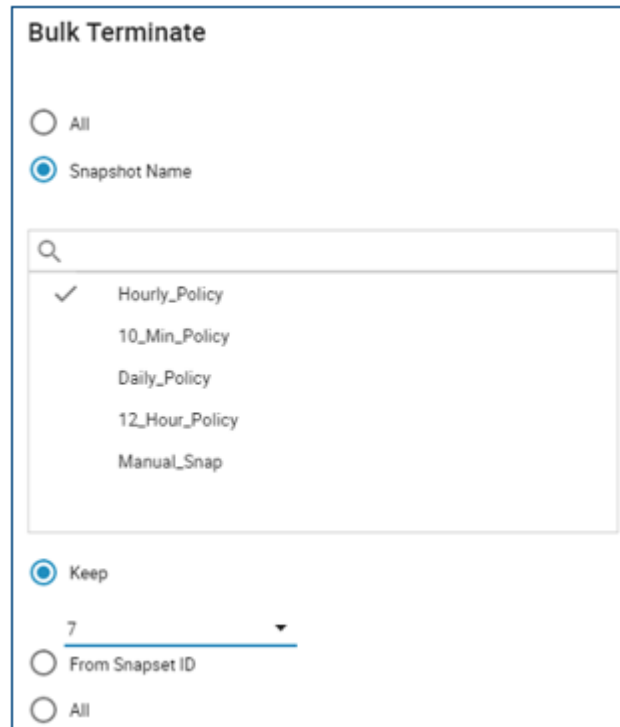 Bulk Terminate
All
Snapshot Name
Hourly_Policy
10_Min_Policy
Daily_Policy
12_Hour_Policy
Manual_Snap
Keep
7
From Snapset ID
All